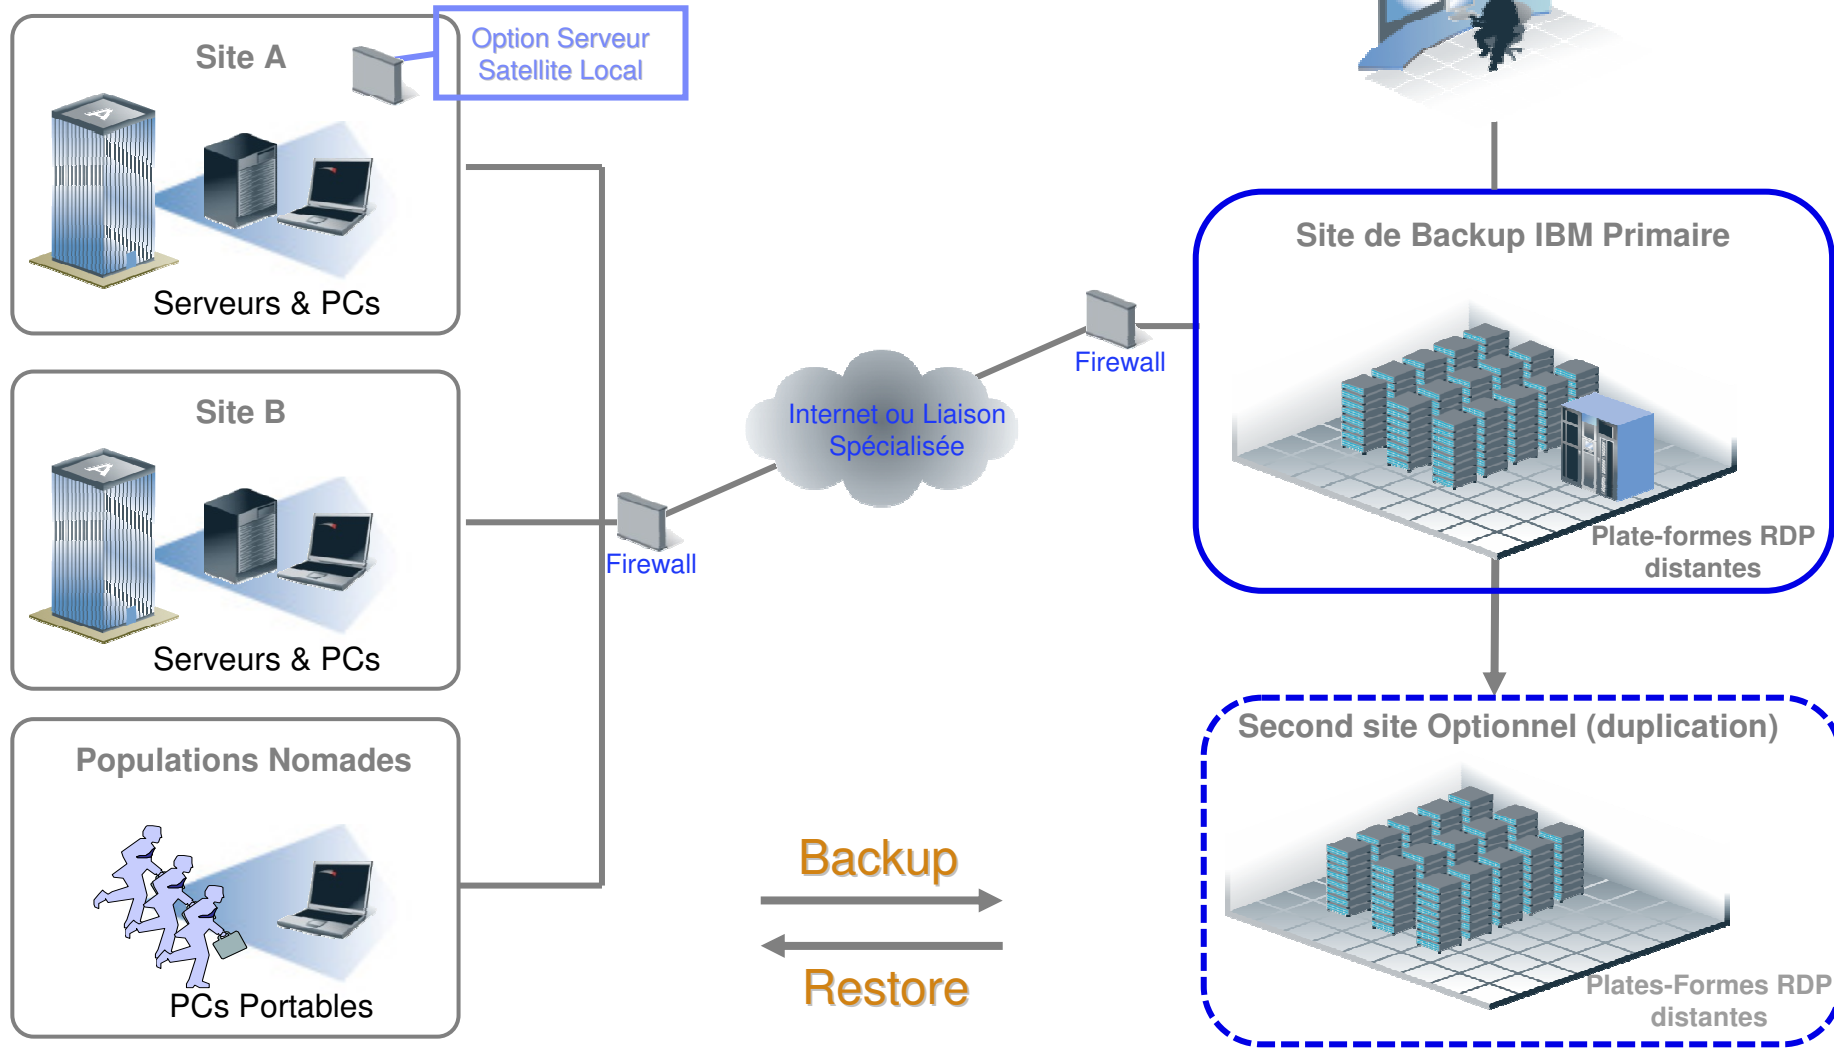 Site A
Option Serveur
Satellite Local
Serveurs & PCs
Site B
Serveurs & PCs
Populations Nomades
PCs Portables
Firewall
Internet ou Liaison
Spécialisée
Firewall
Backup
Restore
Site de Backup IBM Primaire
Plate-formes RDP
distantes
Second site Optionnel (duplication)
Plates-Formes RDP
distantes